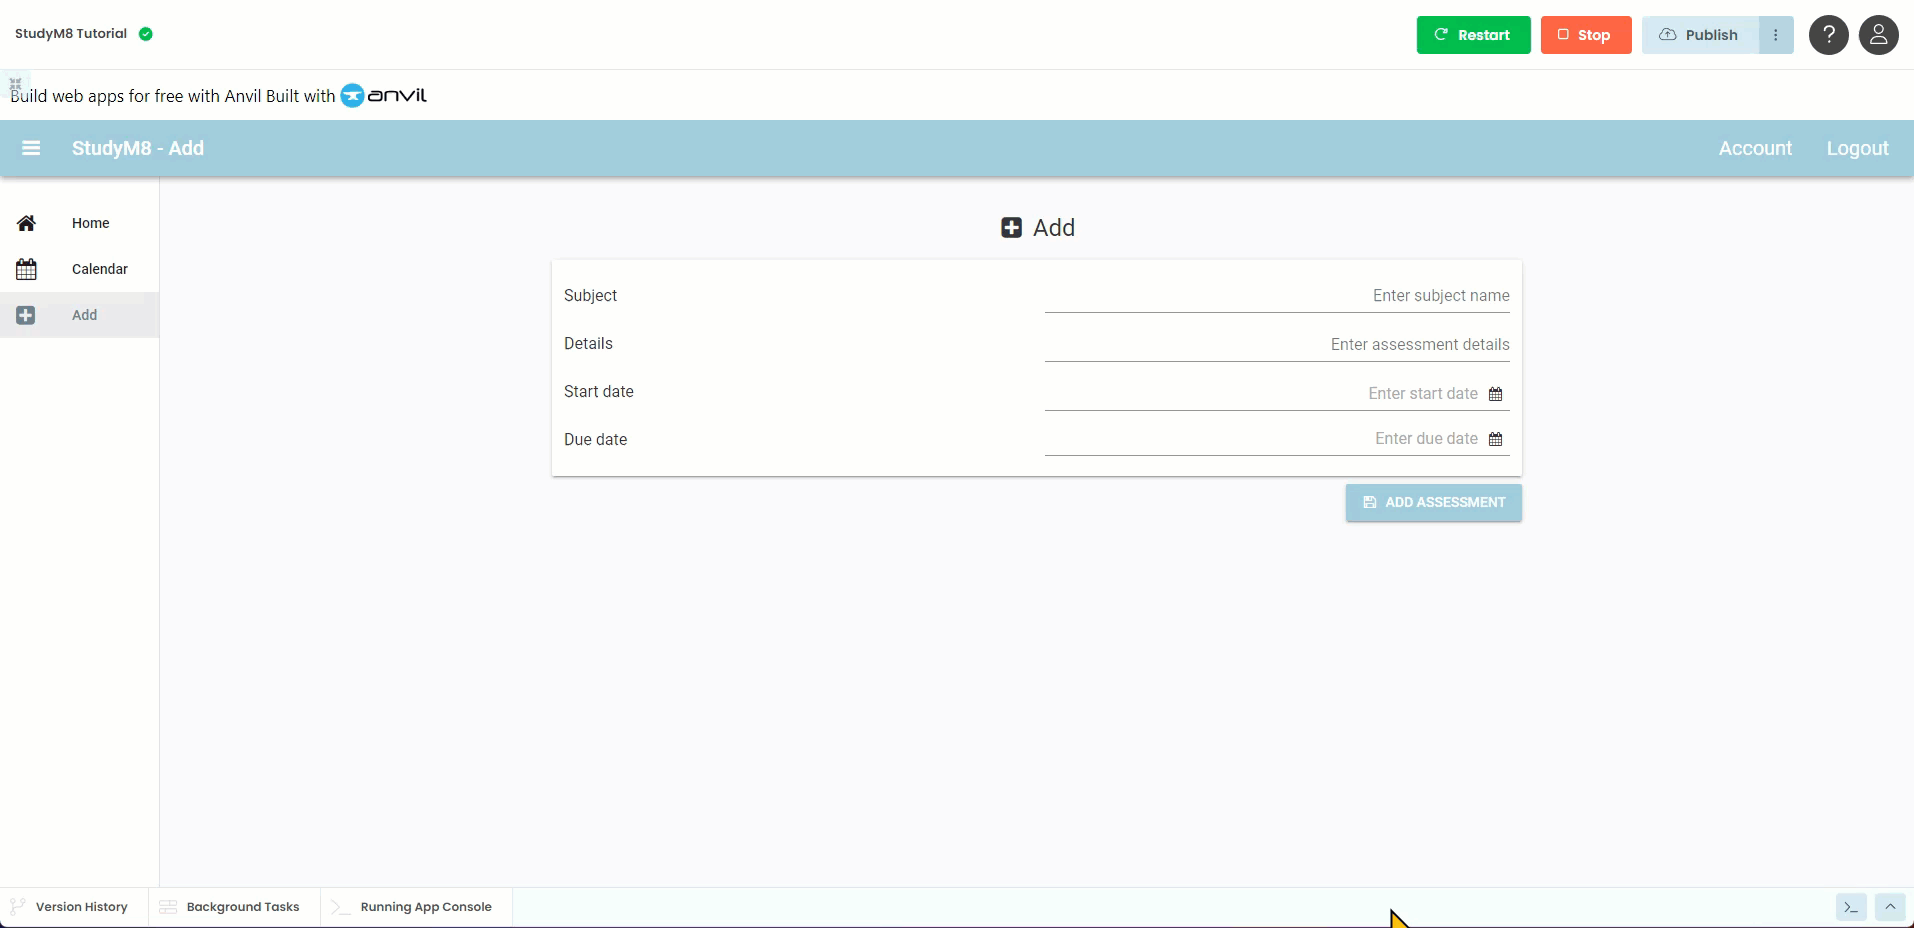 StudyM8 Tutorial
Restart
Stop
Publish
?
Build web apps for free with Anvil Built with anvil
StudyM8 - Add
Account
Logout
Home
Calendar
Add
Add
Subject
Enter subject name
Details
Enter assessment details
Start date
Enter start date
Due date
Enter due date
ADD ASSESSMENT
Version History
Background Tasks
Running App Console